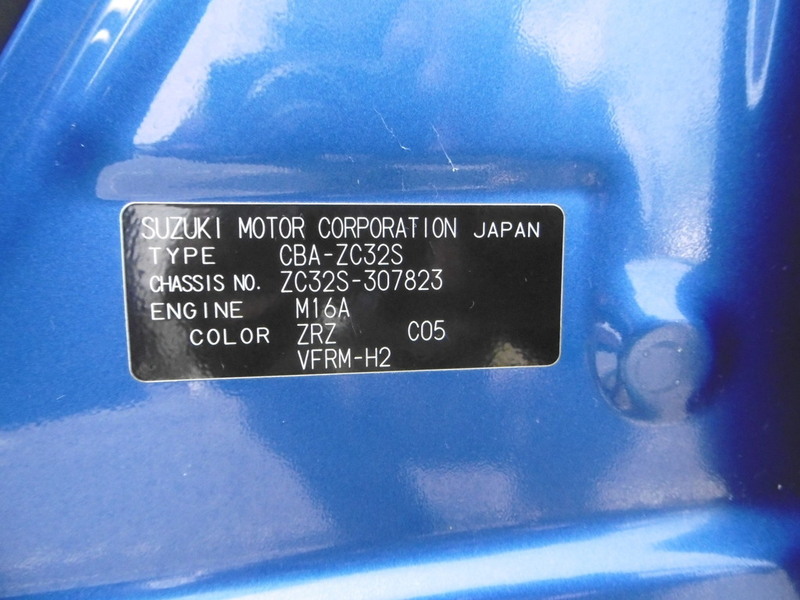 SUZUKI MOTOR CORPORATION JAPAN
TYPE CBA-ZC32S
CHASSIS NO. ZC32S-307823
ENGINE M16A
COLOR ZRZ C05
VFRM-H2